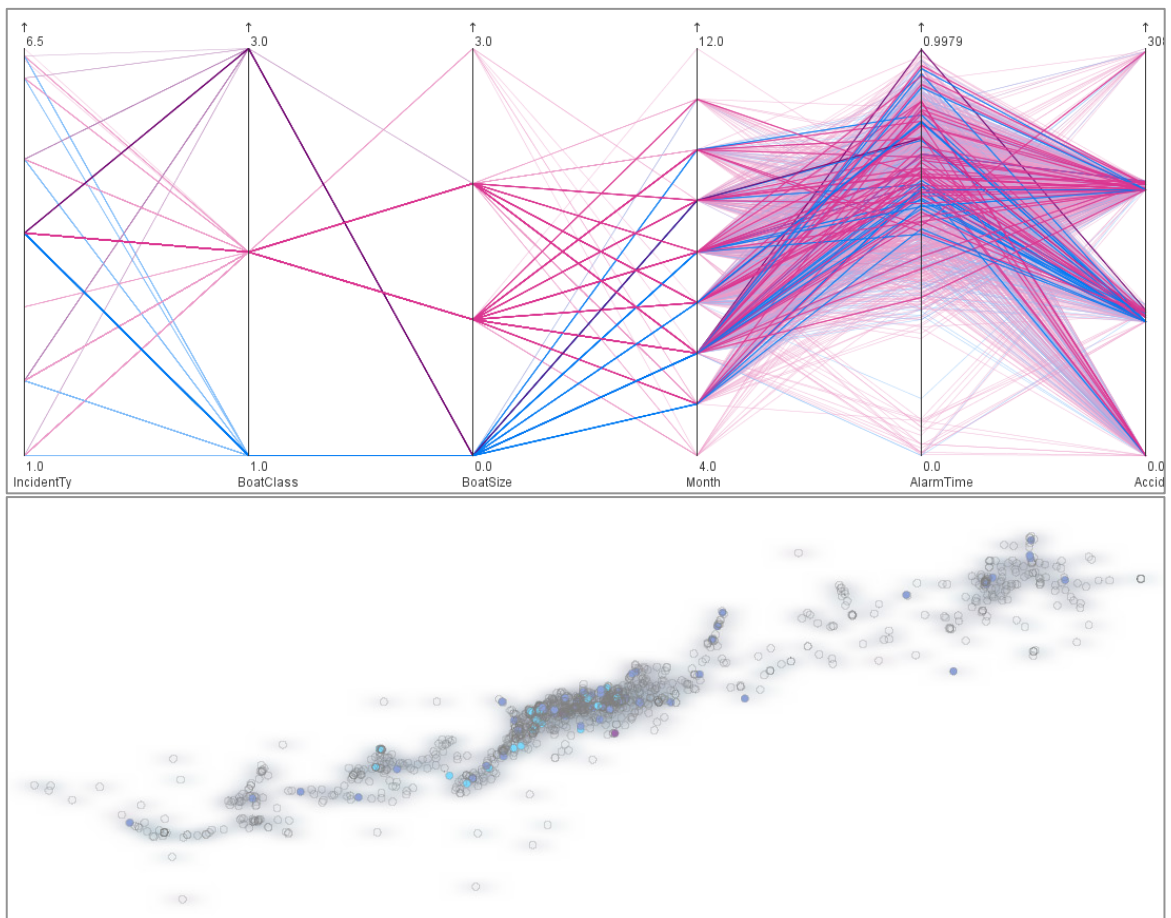 ↑ ↑ ↑ ↑ ↑ ↑
6.5 3.0 3.0 12.0 0.9979 308
1.0 1.0 0.0 4.0 0.0 0.0
IncidentTy BoatClass BoatSize Month AlarmTime Accid